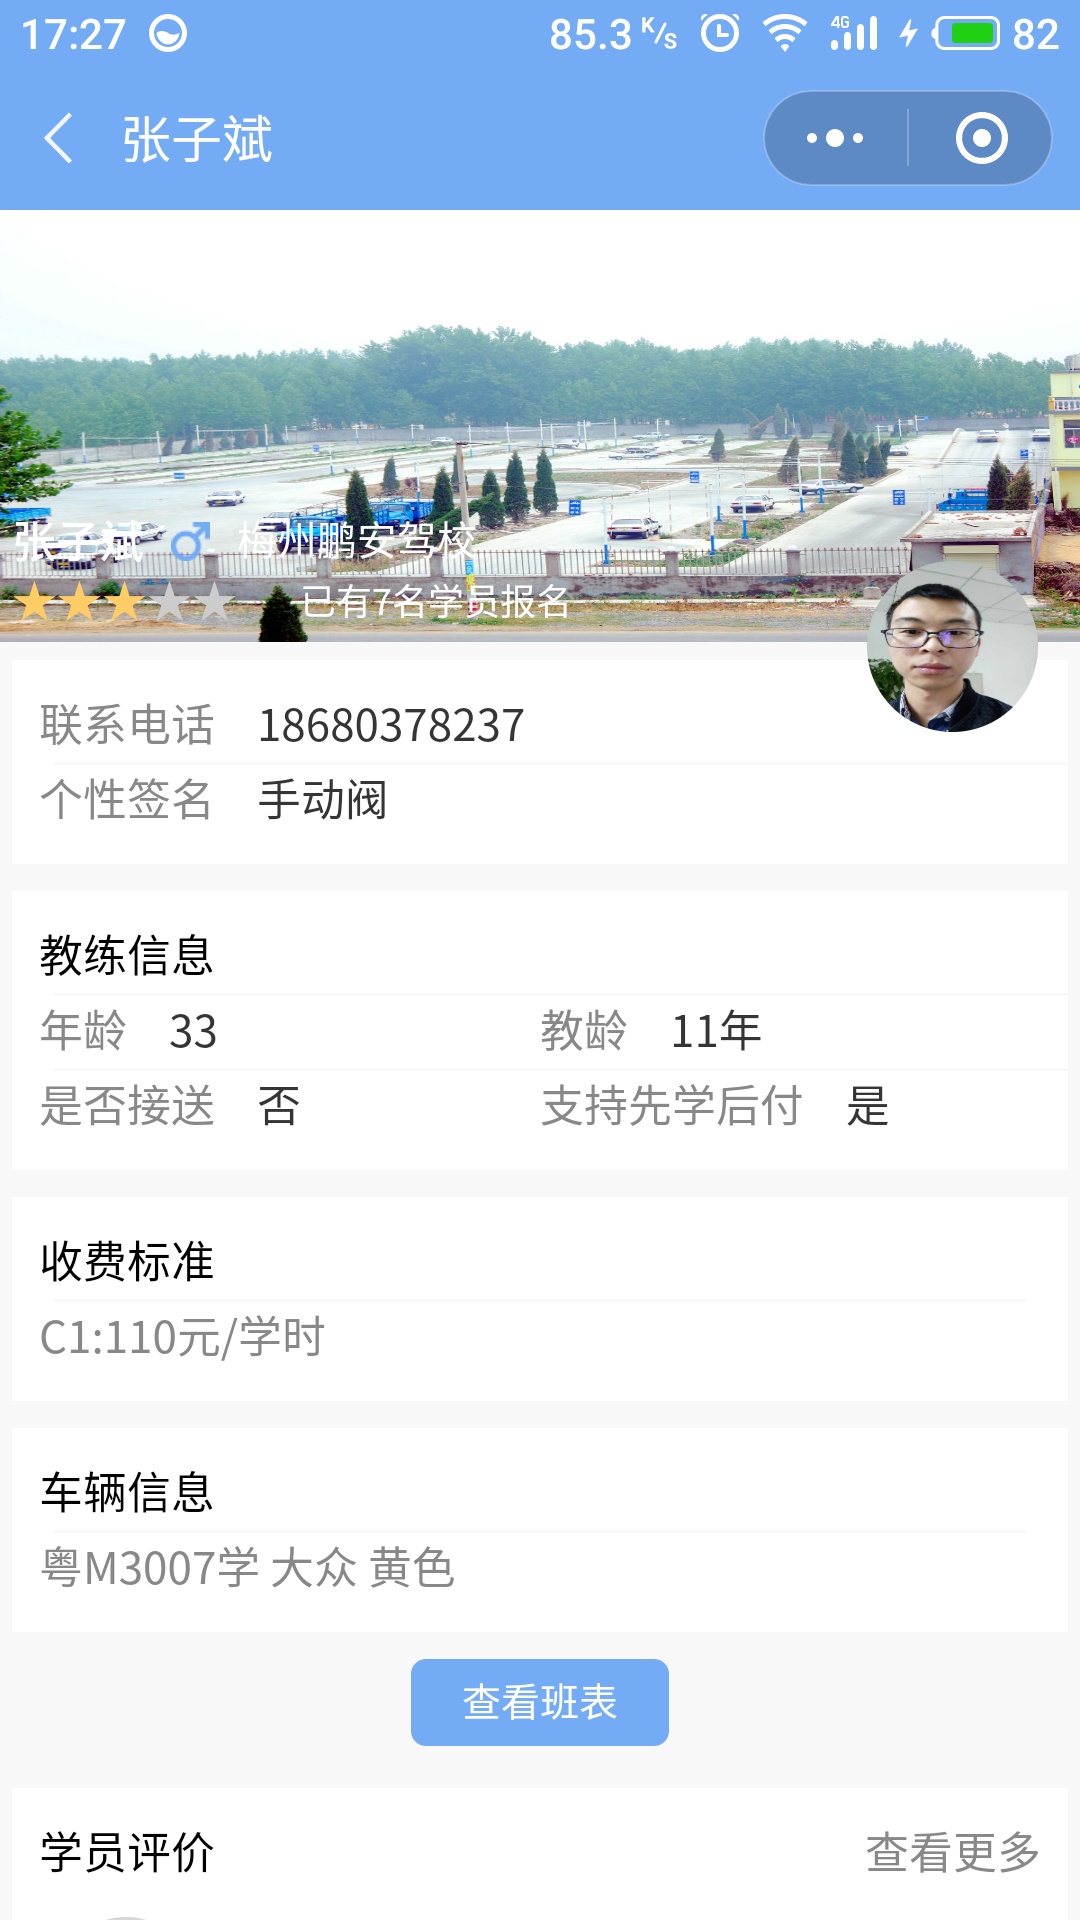 17:27 85.3 K/s 4G 82
张子斌
张子斌 梅州鹏安驾校
已有7名学员报名
联系电话 18680378237
个性签名 手动阀
教练信息
年龄 33 教龄 11年
是否接送 否 支持先学后付 是
收费标准
C1:110元/学时
车辆信息
粤M3007学 大众 黄色
查看班表
学员评价 查看更多